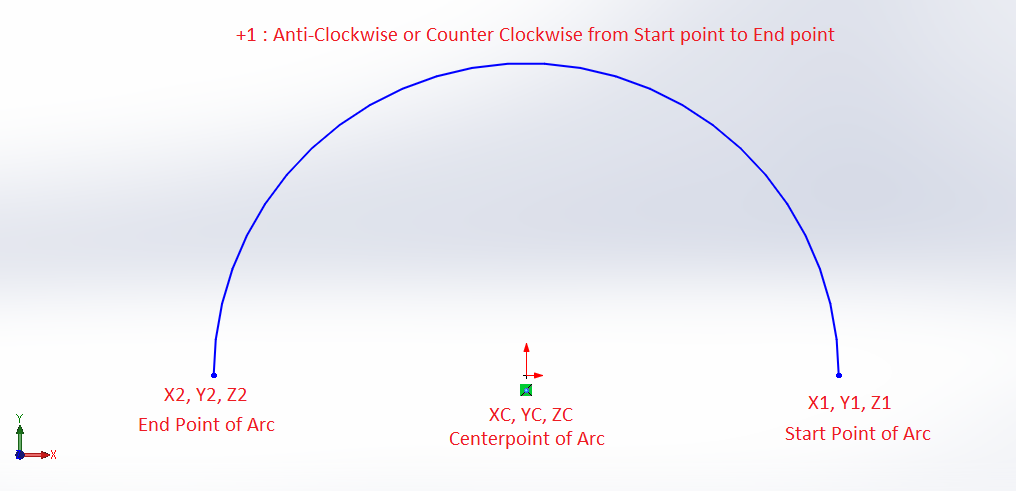 +1 : Anti-Clockwise or Counter Clockwise from Start point to End point
X2, Y2, Z2
End Point of Arc
XC, YC, ZC
Centerpoint of Arc
X1, Y1, Z1
Start Point of Arc
Y
X